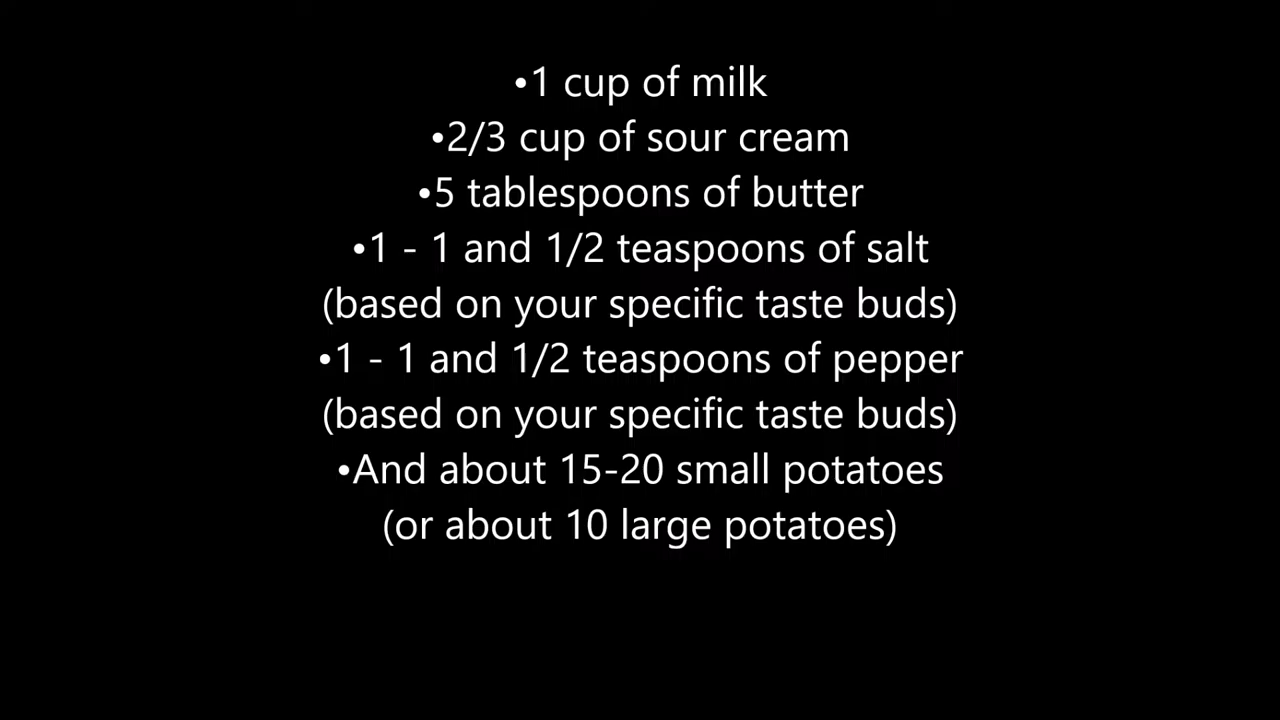 •1 cup of milk
•2/3 cup of sour cream
•5 tablespoons of butter
•1 - 1 and 1/2 teaspoons of salt
(based on your specific taste buds)
•1 - 1 and 1/2 teaspoons of pepper
(based on your specific taste buds)
•And about 15-20 small potatoes
(or about 10 large potatoes)